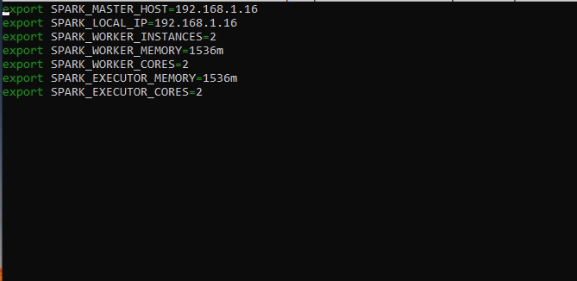 export SPARK_MASTER_HOST=192.168.1.16
export SPARK_LOCAL_IP=192.168.1.16
export SPARK_WORKER_INSTANCES=2
export SPARK_WORKER_MEMORY=1536m
export SPARK_WORKER_CORES=2
export SPARK_EXECUTOR_MEMORY=1536m
export SPARK_EXECUTOR_CORES=2